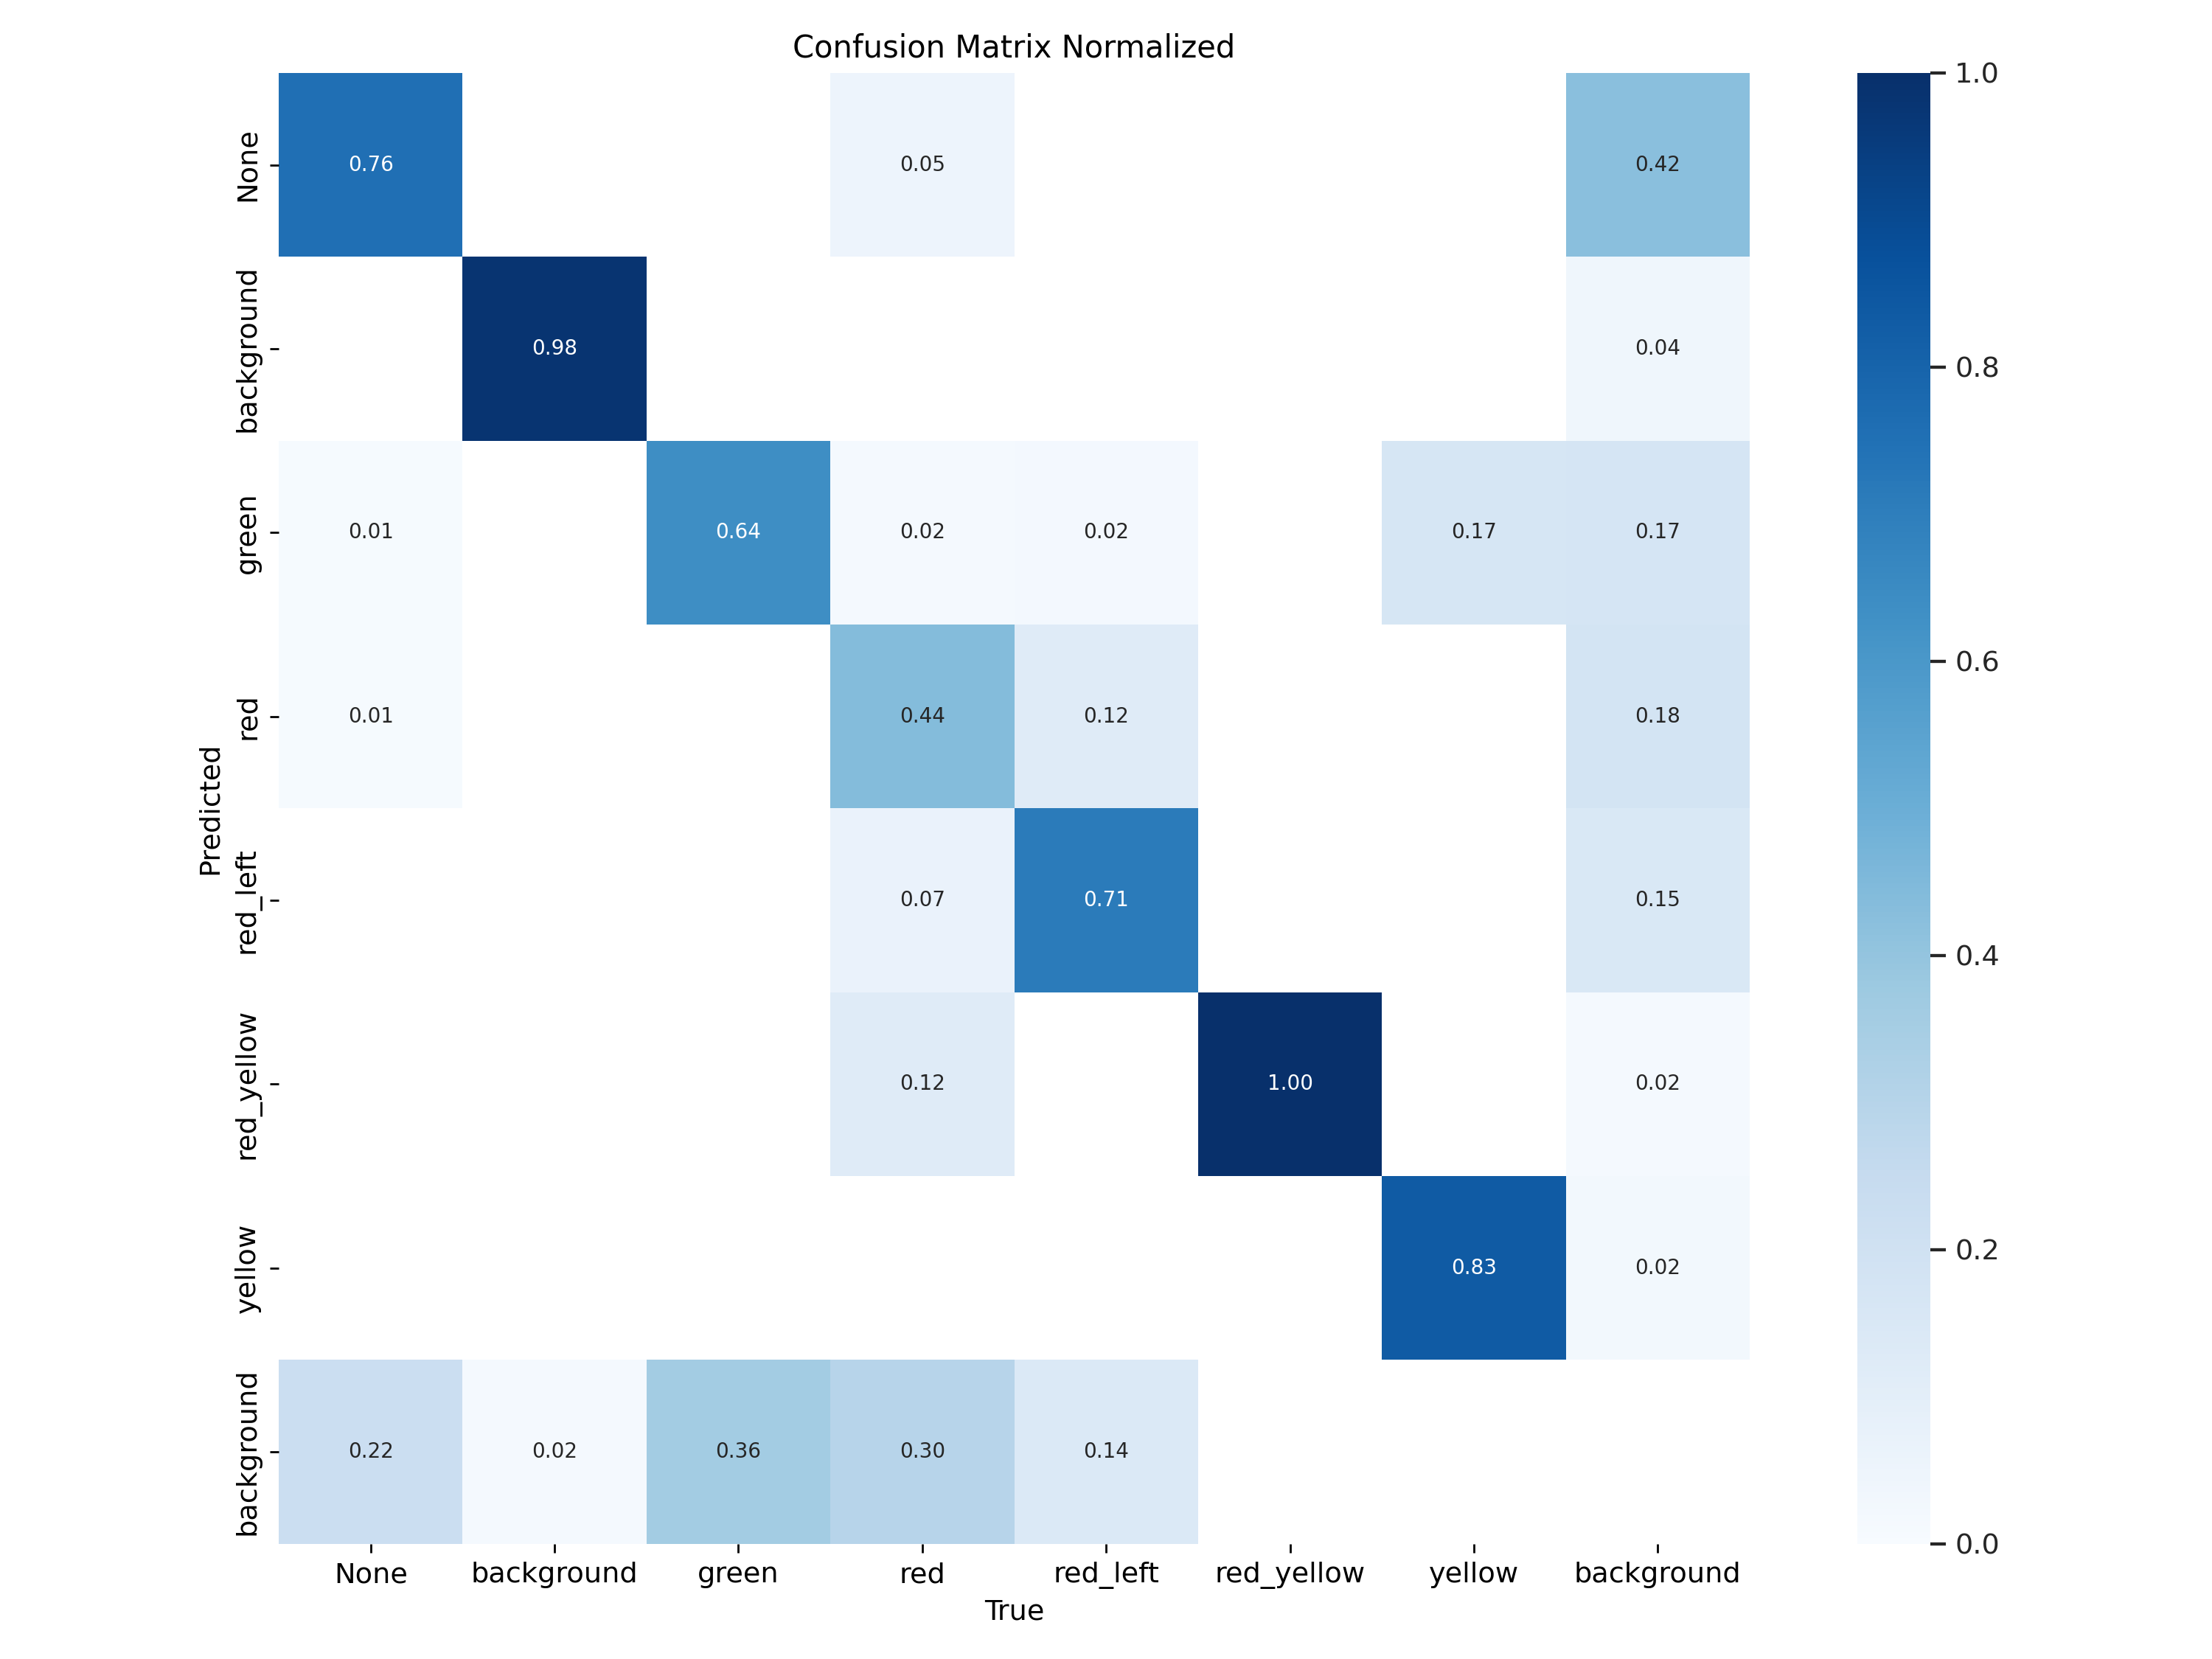 Confusion Matrix Normalized
None
0.76
0.05
0.42
background
0.98
0.04
green
0.01
0.64
0.02
0.02
0.17
0.17
red
0.01
0.44
0.12
0.18
red_left
0.07
0.71
0.15
red_yellow
0.12
1.00
0.02
yellow
0.83
0.02
background
0.22
0.02
0.36
0.30
0.14
Predicted
None
background
green
red
red_left
red_yellow
yellow
background
True
1.0
0.8
0.6
0.4
0.2
0.0